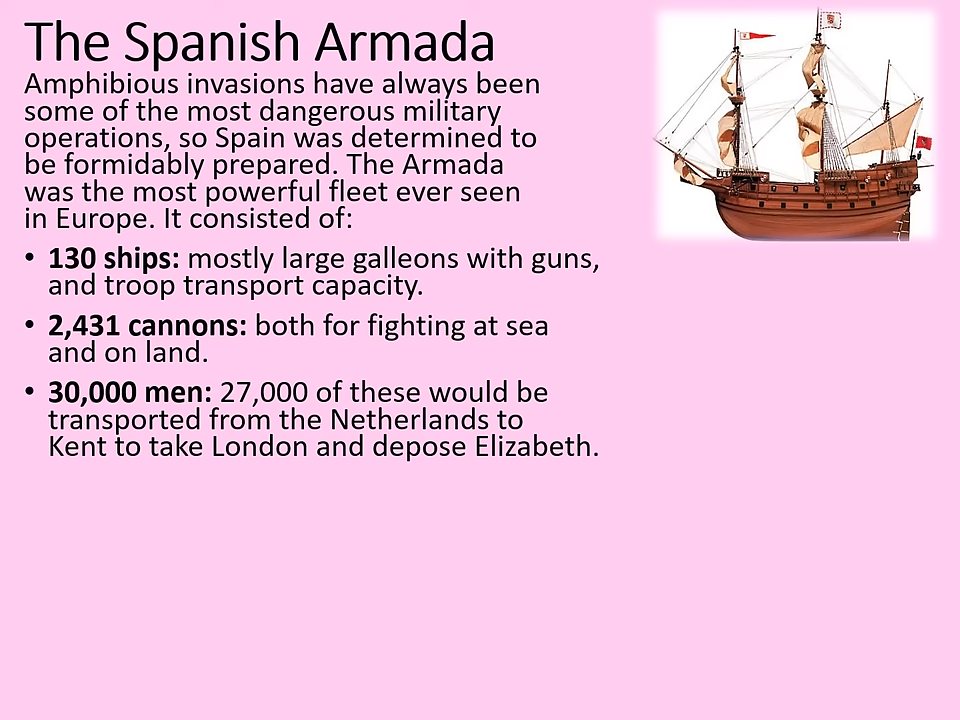 The Spanish Armada
Amphibious invasions have always been
some of the most dangerous military
operations, so Spain was determined to
be formidably prepared. The Armada
was the most powerful fleet ever seen
in Europe. It consisted of:
• 130 ships: mostly large galleons with guns,
and troop transport capacity.
• 2,431 cannons: both for fighting at sea
and on land.
• 30,000 men: 27,000 of these would be
transported from the Netherlands to
Kent to take London and depose Elizabeth.